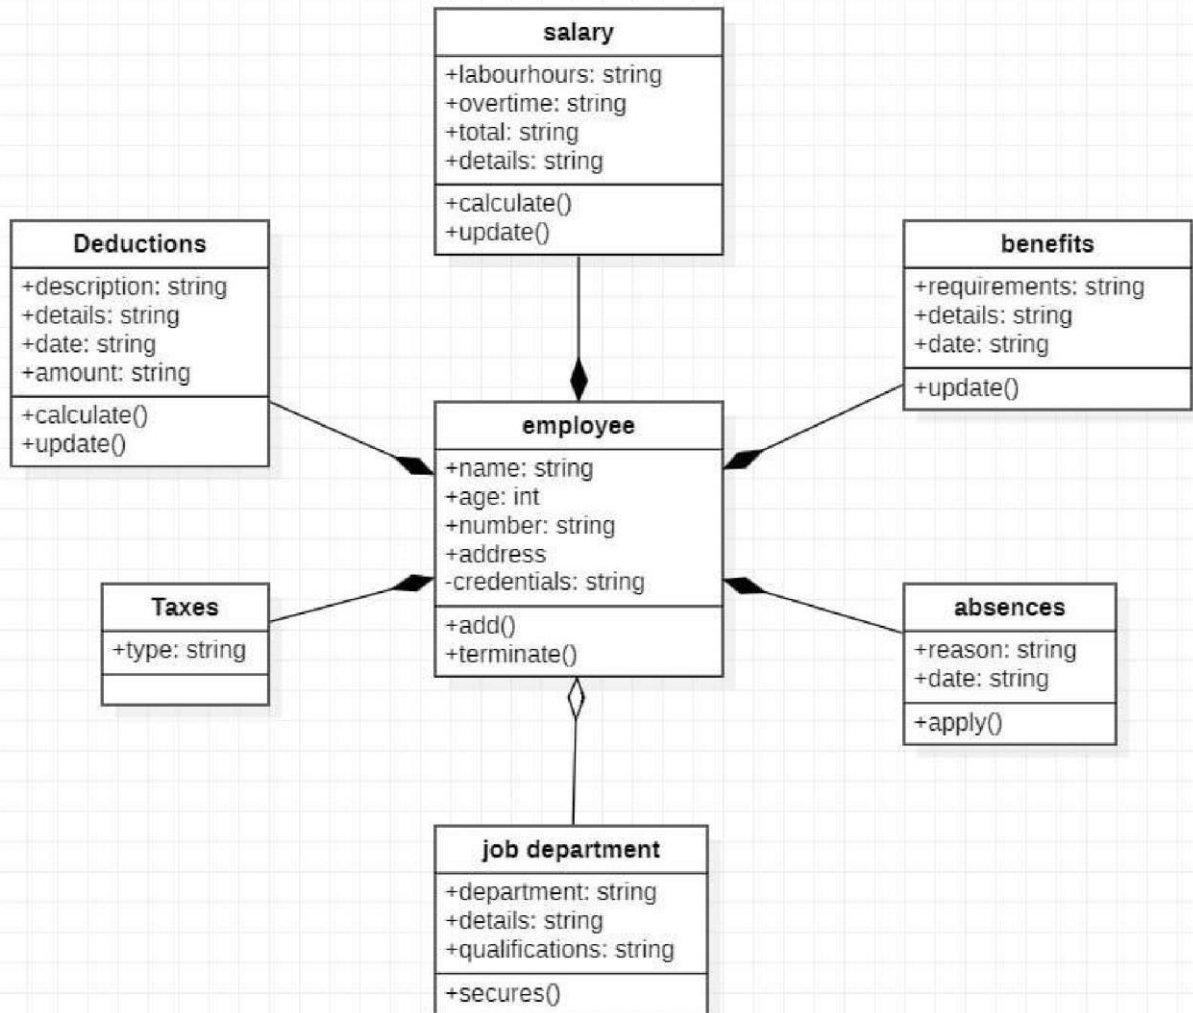 salary
+labourhours: string
+overtime: string
+total: string
+details: string
+calculate()
+update()
Deductions
+description: string
+details: string
+date: string
+amount: string
+calculate()
+update()
benefits
+requirements: string
+details: string
+date: string
+update()
employee
+name: string
+age: int
+number: string
+address
-credentials: string
+add()
+terminate()
Taxes
+type: string
absences
+reason: string
+date: string
+apply()
job department
+department: string
+details: string
+qualifications: string
+secures()